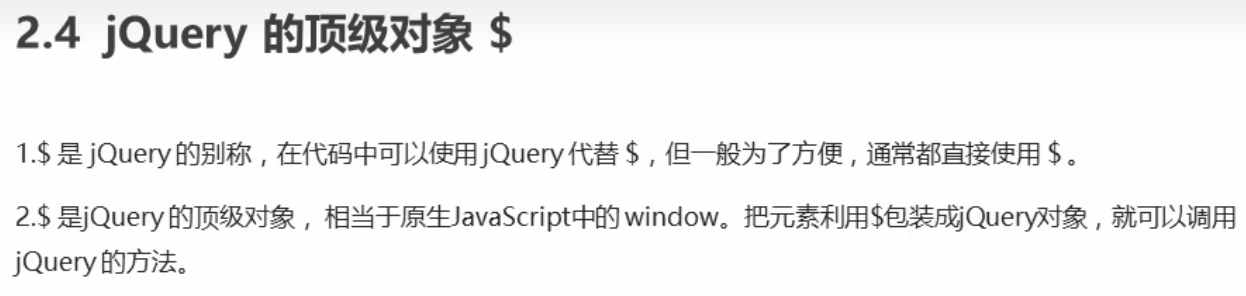 2.4 jQuery 的顶级对象 $
1.$ 是 jQuery 的别称，在代码中可以使用 jQuery 代替 $，但一般为了方便，通常都直接使用 $ 。
2.$ 是jQuery 的顶级对象， 相当于原生JavaScript中的 window。把元素利用$包装成jQuery对象，就可以调用
jQuery 的方法。